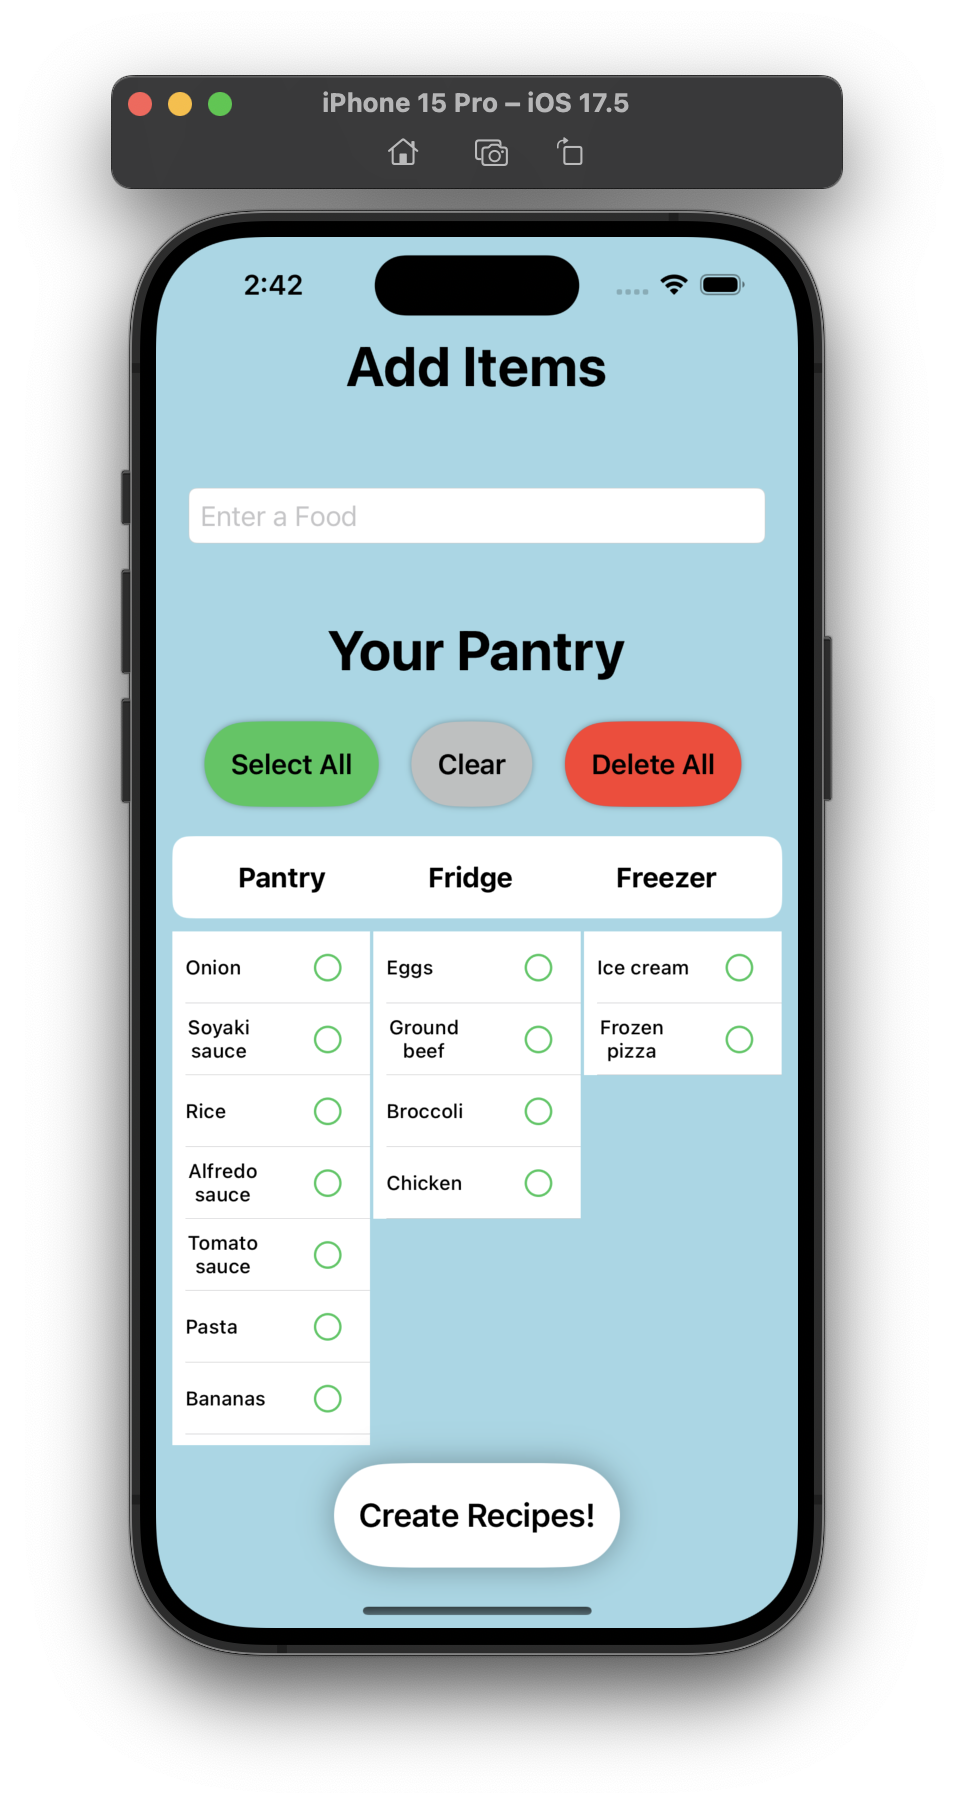 iPhone 15 Pro – iOS 17.5
2:42
Add Items
Enter a Food
Your Pantry
Select All
Clear
Delete All
Pantry
Fridge
Freezer
Onion
Eggs
Ice cream
Soyaki
sauce
Ground
beef
Frozen
pizza
Rice
Broccoli
Alfredo
sauce
Chicken
Tomato
sauce
Pasta
Bananas
Create Recipes!